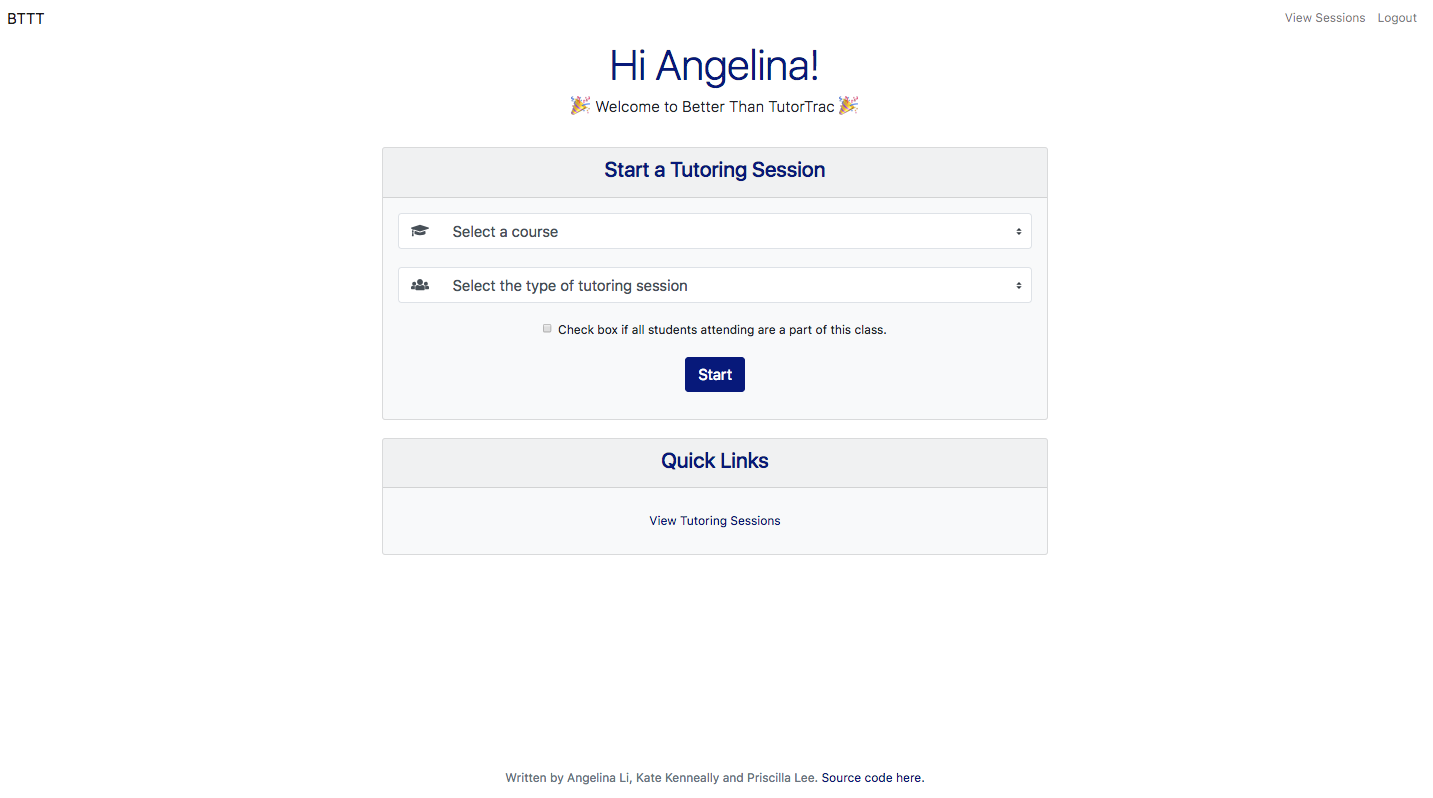 BTTT
View Sessions Logout
Hi Angelina!
🎉 Welcome to Better Than TutorTrac 🎉
Start a Tutoring Session
Select a course
Select the type of tutoring session
Check box if all students attending are a part of this class.
Start
Quick Links
View Tutoring Sessions
Written by Angelina Li, Kate Kenneally and Priscilla Lee. Source code here.